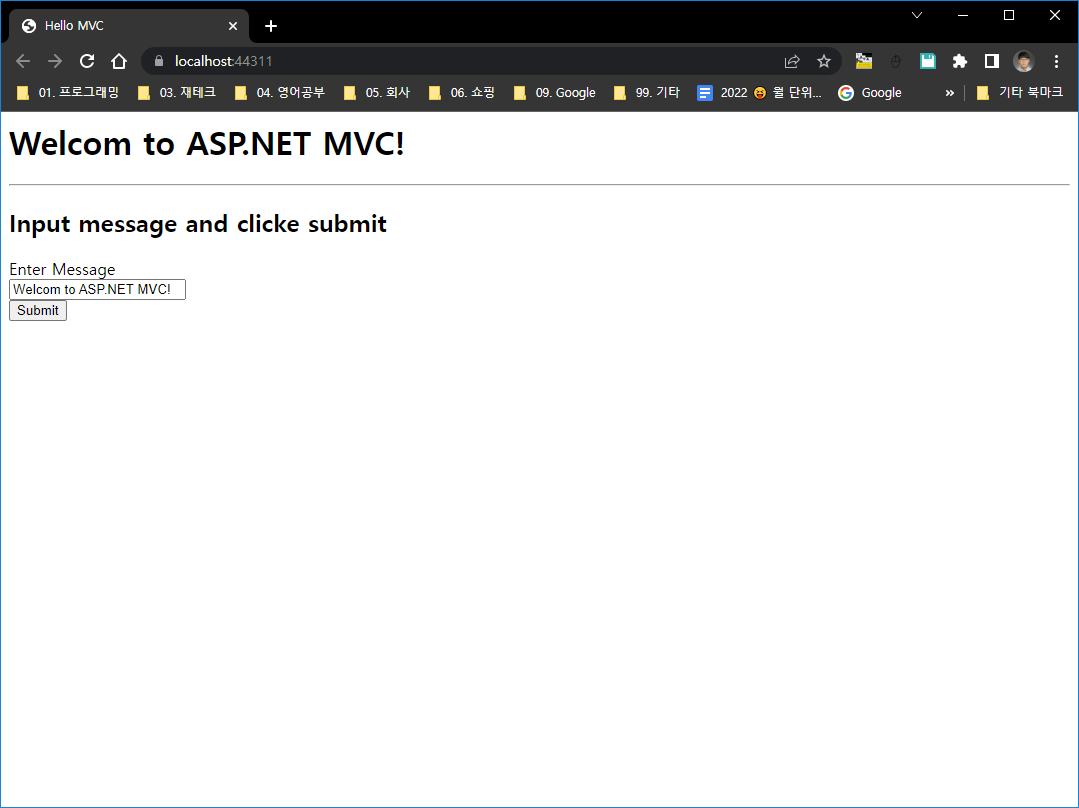 Hello MVC
localhost:44311
01. 프로그래밍 03. 재테크 04. 영어공부 05. 회사 06. 쇼핑 09. Google 99. 기타 2022 😝 월 단위... Google » 기타 북마크
Welcom to ASP.NET MVC!
Input message and clicke submit
Enter Message
Welcom to ASP.NET MVC!
Submit